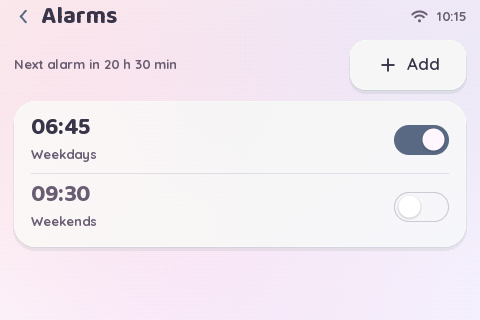 Alarms
10:15
Next alarm in 20 h 30 min
Add
06:45
Weekdays
09:30
Weekends